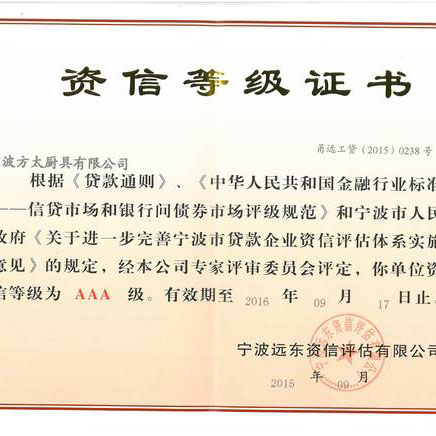 资信等级证书
甬远工贷(2015)0238号
波方太厨具有限公司
根据《贷款通则》、《中华人民共和国金融行业标准
——信贷市场和银行间债券市场评级规范》和宁波市人民
政府《关于进一步完善宁波市贷款企业资信评估体系实施
意见》的规定，经本公司专家评审委员会评定，你单位资
信等级为 AAA 级。有效期至 2016 年 09 月 17 日止。
宁波远东资信评估有限公司
2015 年 09 月